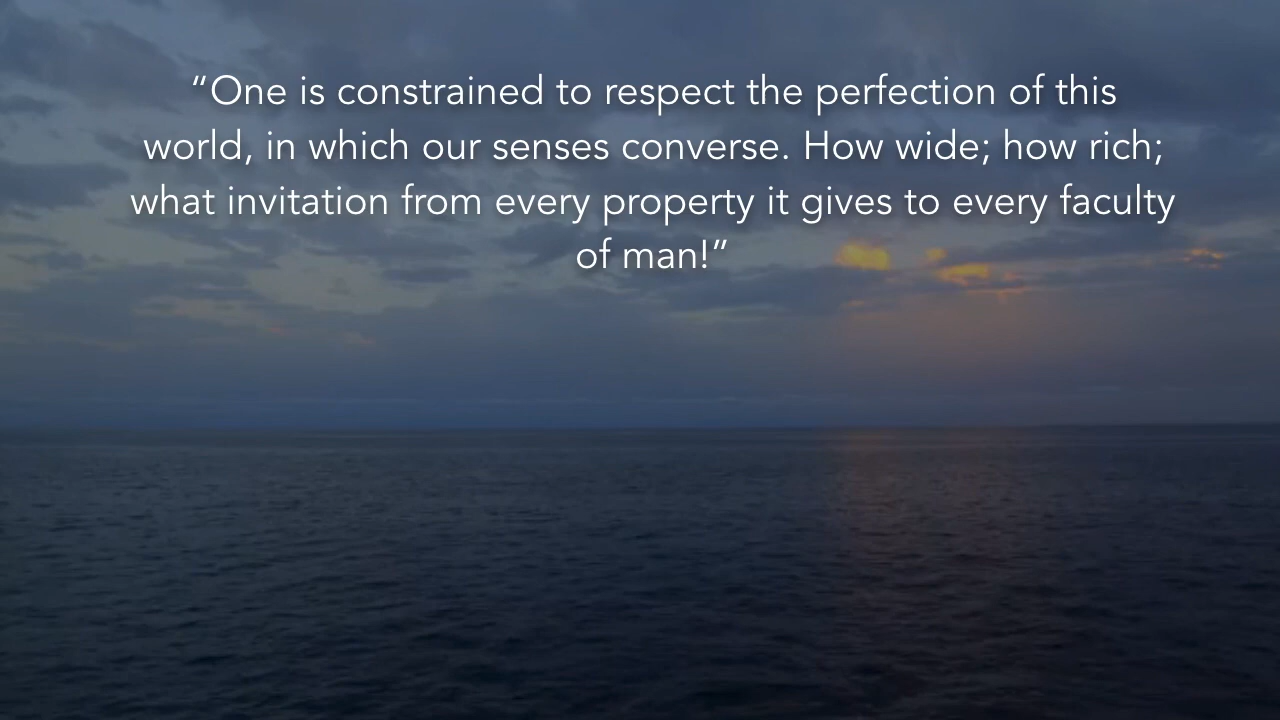 “One is constrained to respect the perfection of this
world, in which our senses converse. How wide; how rich;
what invitation from every property it gives to every faculty
of man!”